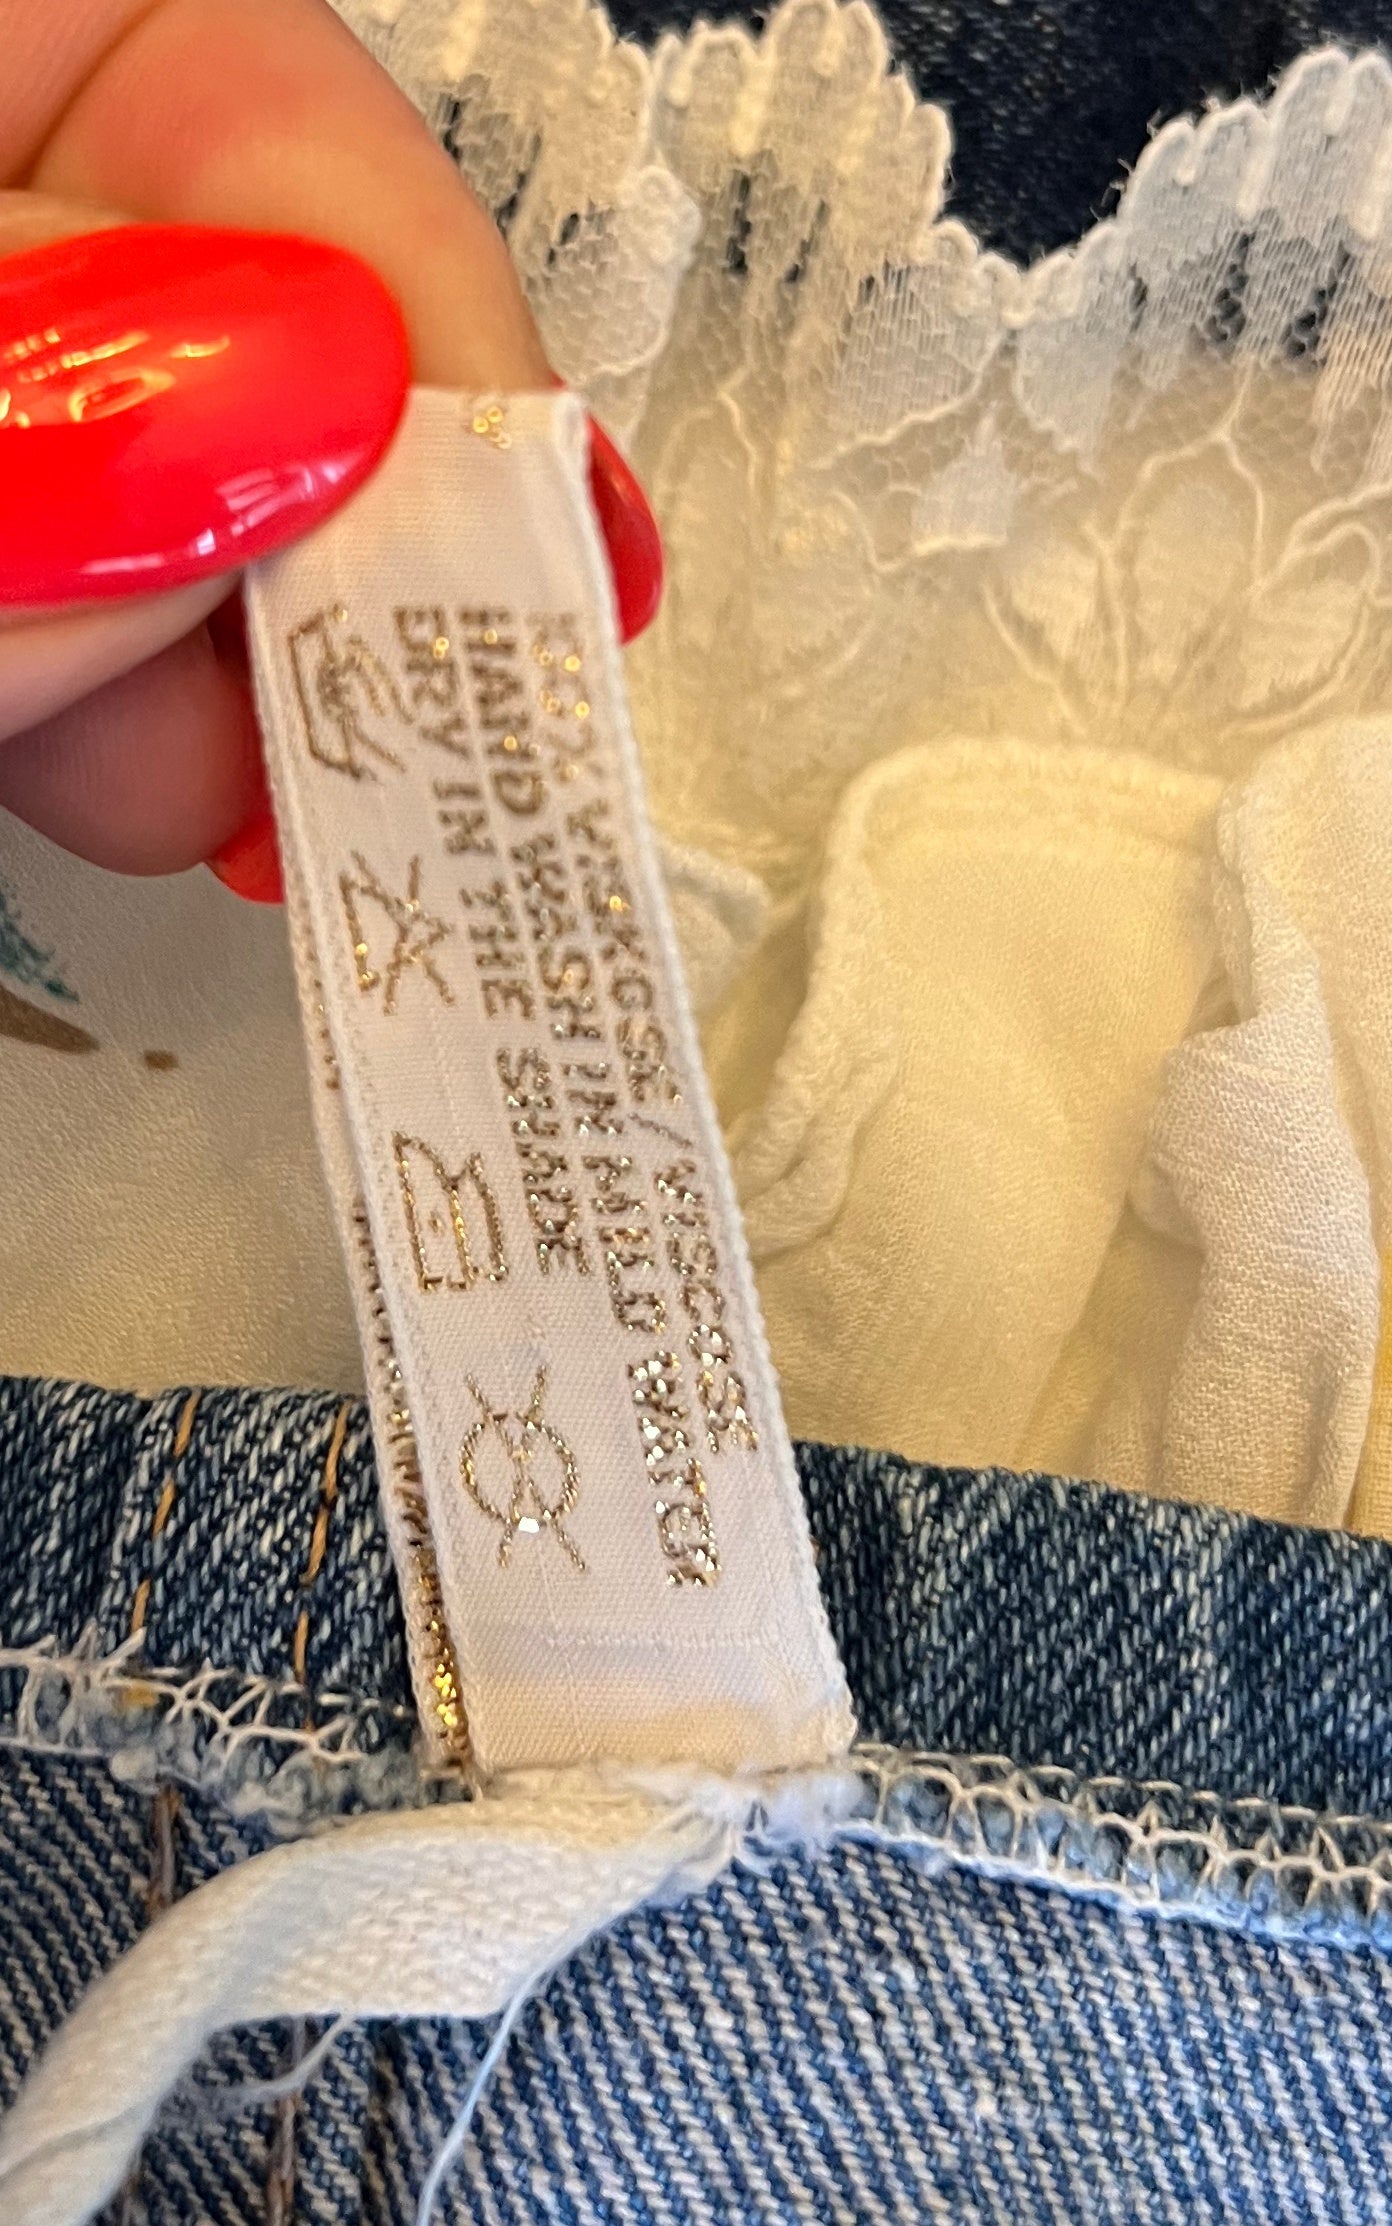 100% VISKOSE / VISCOSE
HAND WASH IN MILD WATER
DRY IN THE SHADE